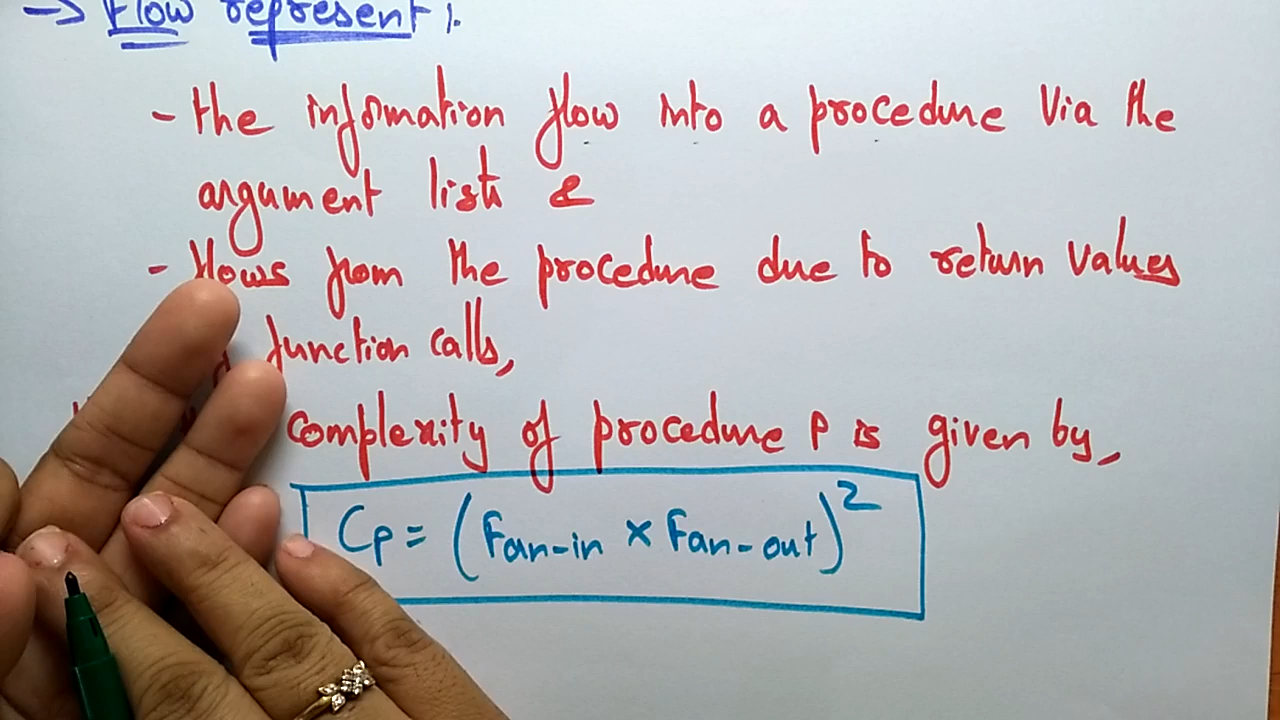 → Flow represent:
- the information flow into a procedure via the
argument lists &
- flows from the procedure due to return values
function calls,
complexity of procedure P is given by,
Cp = (Fan-in × Fan-out)²